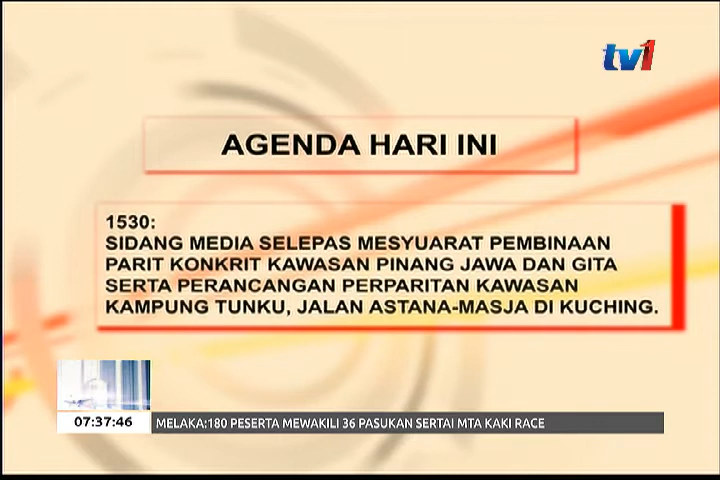 tv1
AGENDA HARI INI
1530:
SIDANG MEDIA SELEPAS MESYUARAT PEMBINAAN
PARIT KONKRIT KAWASAN PINANG JAWA DAN GITA
SERTA PERANCANGAN PERPARITAN KAWASAN
KAMPUNG TUNKU, JALAN ASTANA-MASJA DI KUCHING.
07:37:46 MELAKA:180 PESERTA MEWAKILI 36 PASUKAN SERTAI MTA KAKI RACE